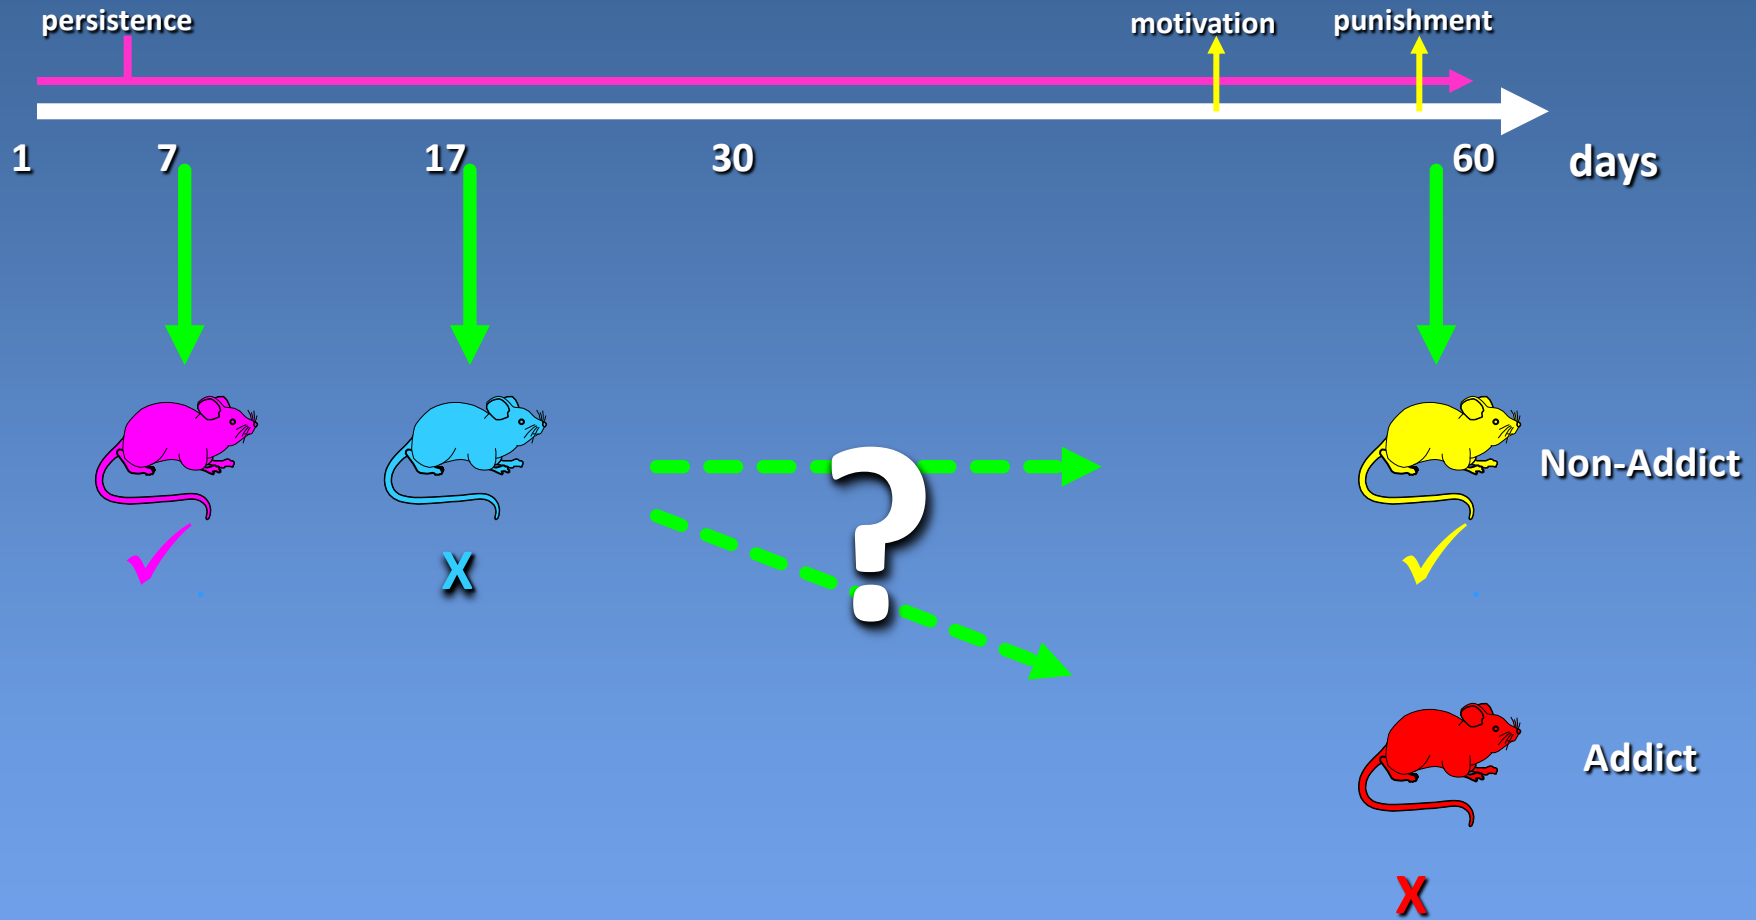 persistence
motivation
punishment
1
7
17
30
60
days
?
Non-Addict
X
Addict
X